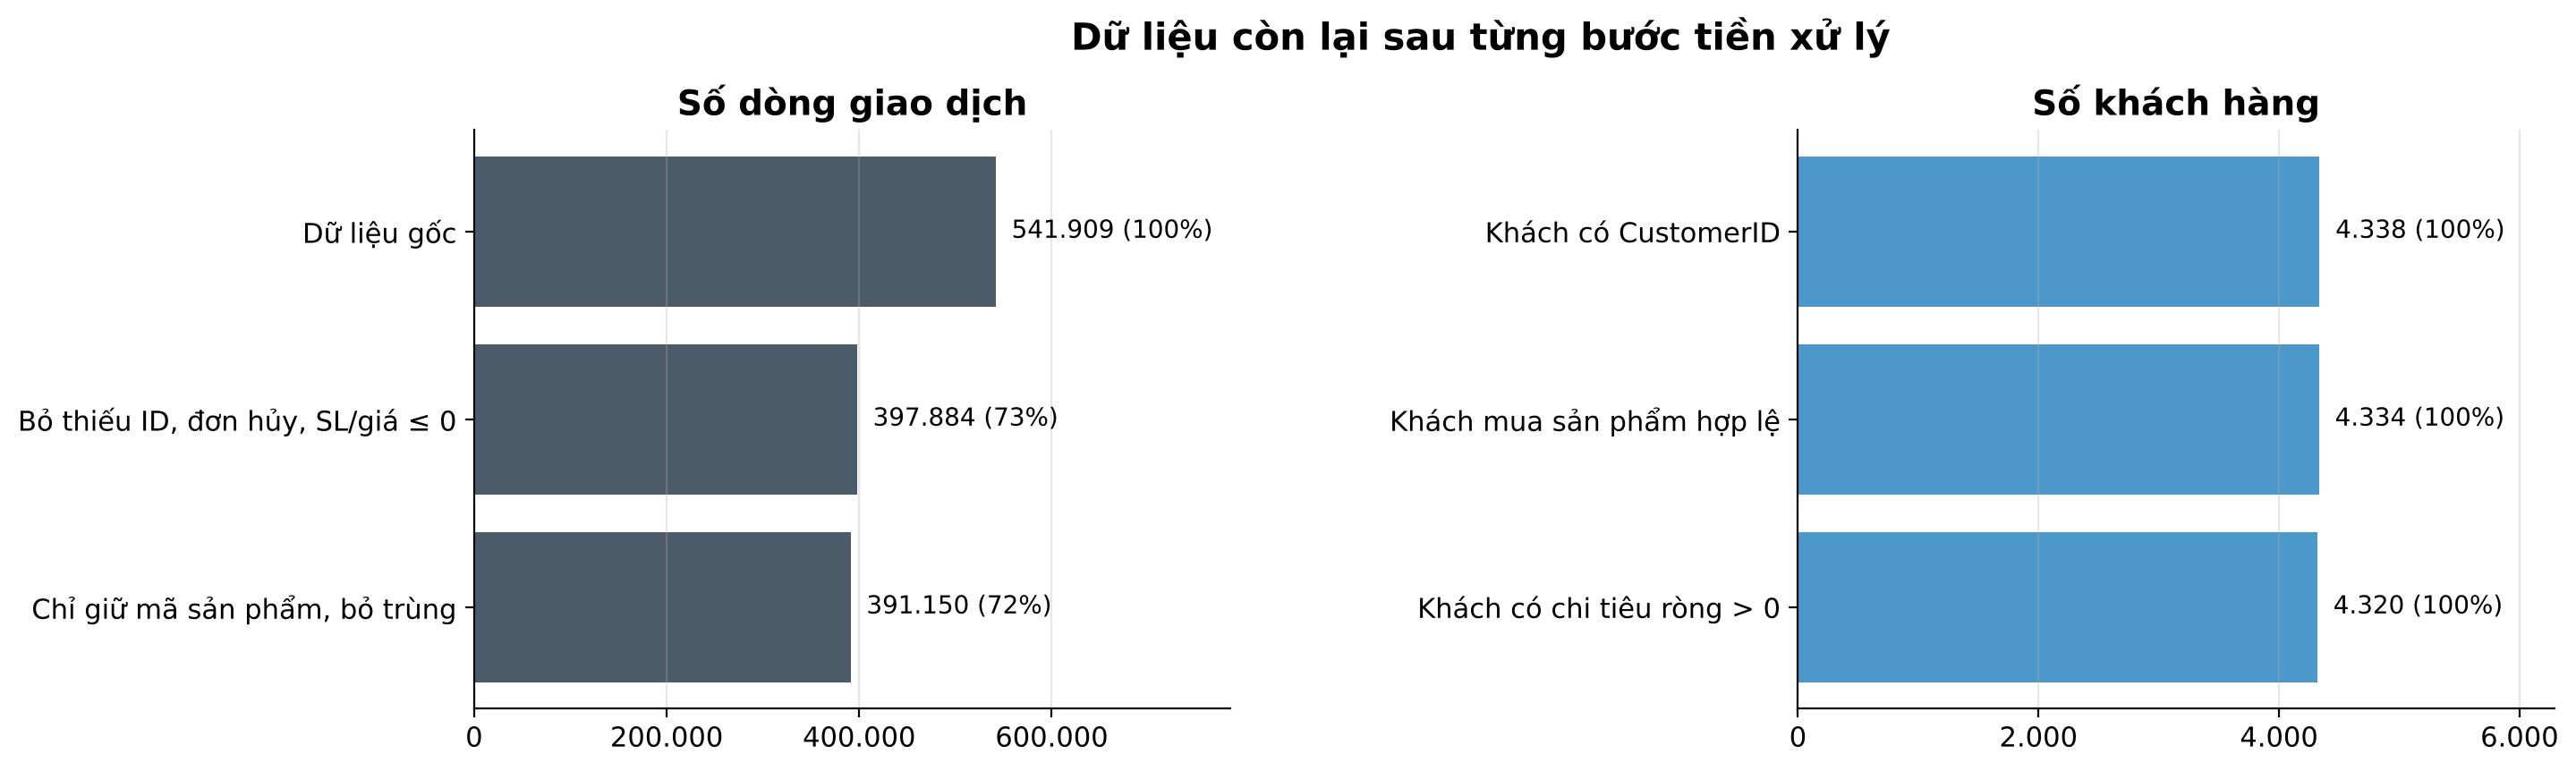 Dữ liệu còn lại sau từng bước tiền xử lý
Số dòng giao dịch
Dữ liệu gốc
541.909 (100%)
Bỏ thiếu ID, đơn hủy, SL/giá ≤ 0
397.884 (73%)
Chỉ giữ mã sản phẩm, bỏ trùng
391.150 (72%)
0
200.000
400.000
600.000
Số khách hàng
Khách có CustomerID
4.338 (100%)
Khách mua sản phẩm hợp lệ
4.334 (100%)
Khách có chi tiêu ròng > 0
4.320 (100%)
0
2.000
4.000
6.000